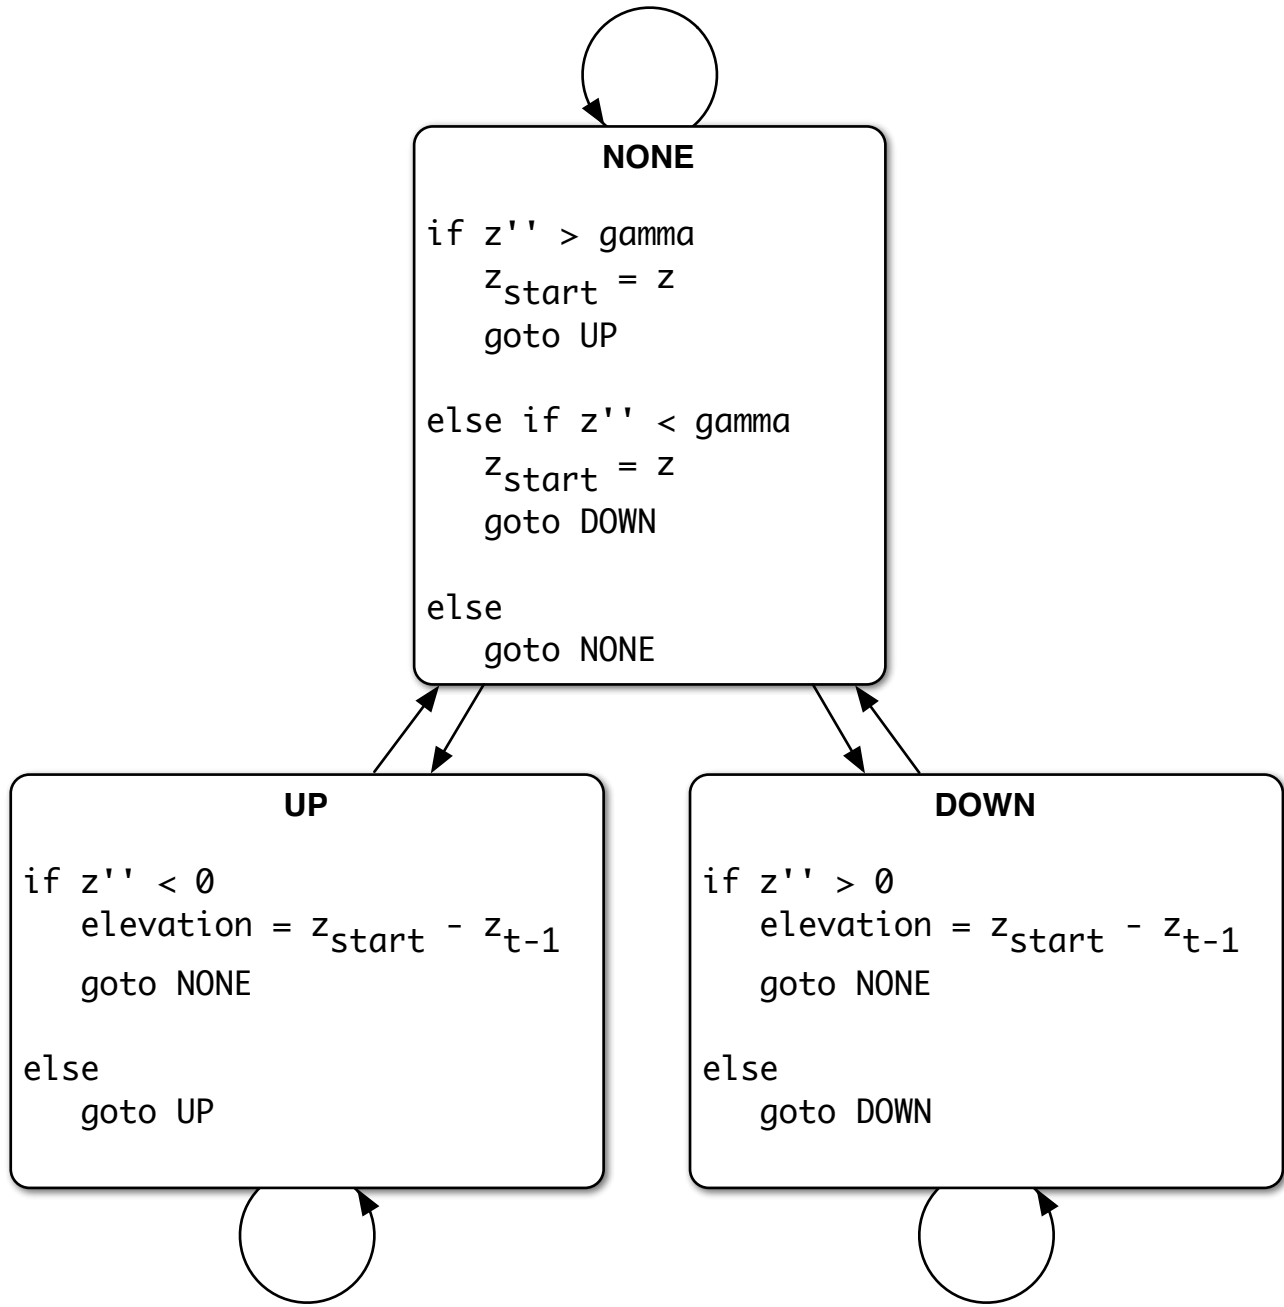 NONE
if z'' > gamma
z_start = z
goto UP
else if z'' < gamma
z_start = z
goto DOWN
else
goto NONE
UP
if z'' < 0
elevation = z_start - z_t-1
goto NONE
else
goto UP
DOWN
if z'' > 0
elevation = z_start - z_t-1
goto NONE
else
goto DOWN